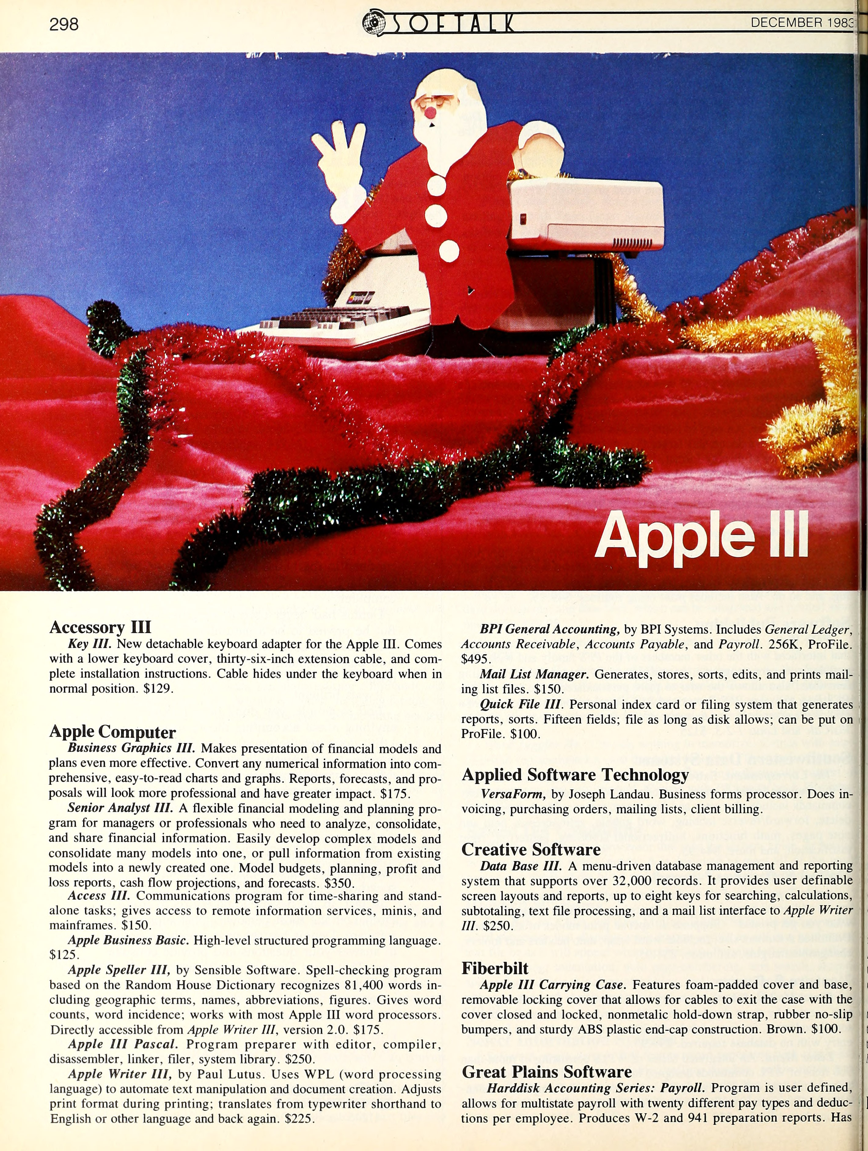 298
SOFTALK
DECEMBER 1983
Apple III
Accessory III
Key III. New detachable keyboard adapter for the Apple III. Comes
with a lower keyboard cover, thirty-six-inch extension cable, and com-
plete installation instructions. Cable hides under the keyboard when in
normal position. $129.
Apple Computer
Business Graphics III. Makes presentation of financial models and
plans even more effective. Convert any numerical information into com-
prehensive, easy-to-read charts and graphs. Reports, forecasts, and pro-
posals will look more professional and have greater impact. $175.
Senior Analyst III. A flexible financial modeling and planning pro-
gram for managers or professionals who need to analyze, consolidate,
and share financial information. Easily develop complex models and
consolidate many models into one, or pull information from existing
models into a newly created one. Model budgets, planning, profit and
loss reports, cash flow projections, and forecasts. $350.
Access III. Communications program for time-sharing and stand-
alone tasks; gives access to remote information services, minis, and
mainframes. $150.
Apple Business Basic. High-level structured programming language.
$125.
Apple Speller III, by Sensible Software. Spell-checking program
based on the Random House Dictionary recognizes 81,400 words in-
cluding geographic terms, names, abbreviations, figures. Gives word
counts, word incidence; works with most Apple III word processors.
Directly accessible from Apple Writer III, version 2.0. $175.
Apple III Pascal. Program preparer with editor, compiler,
disassembler, linker, filer, system library. $250.
Apple Writer III, by Paul Lutus. Uses WPL (word processing
language) to automate text manipulation and document creation. Adjusts
print format during printing; translates from typewriter shorthand to
English or other language and back again. $225.
BPI General Accounting, by BPI Systems. Includes General Ledger,
Accounts Receivable, Accounts Payable, and Payroll. 256K, ProFile.
$495.
Mail List Manager. Generates, stores, sorts, edits, and prints mail-
ing list files. $150.
Quick File III. Personal index card or filing system that generates
reports, sorts. Fifteen fields; file as long as disk allows; can be put on
ProFile. $100.
Applied Software Technology
VersaForm, by Joseph Landau. Business forms processor. Does in-
voicing, purchasing orders, mailing lists, client billing.
Creative Software
Data Base III. A menu-driven database management and reporting
system that supports over 32,000 records. It provides user definable
screen layouts and reports, up to eight keys for searching, calculations,
subtotaling, text file processing, and a mail list interface to Apple Writer
III. $250.
Fiberbilt
Apple III Carrying Case. Features foam-padded cover and base,
removable locking cover that allows for cables to exit the case with the
cover closed and locked, nonmetalic hold-down strap, rubber no-slip
bumpers, and sturdy ABS plastic end-cap construction. Brown. $100.
Great Plains Software
Harddisk Accounting Series: Payroll. Program is user defined,
allows for multistate payroll with twenty different pay types and deduc-
tions per employee. Produces W-2 and 941 preparation reports. Has